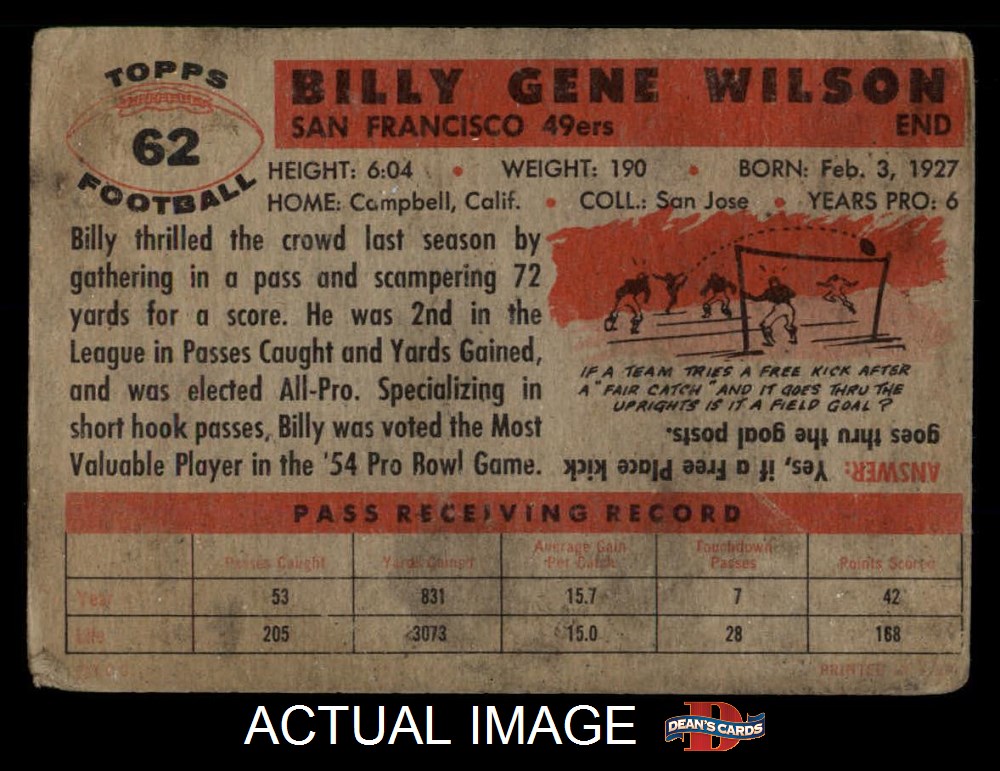 TOPPS
62
FOOTBALL
BILLY GENE WILSON
SAN FRANCISCO 49ers END
HEIGHT: 6:04 • WEIGHT: 190 • BORN: Feb. 3, 1927
HOME: Campbell, Calif. • COLL.: San Jose • YEARS PRO: 6
Billy thrilled the crowd last season by
gathering in a pass and scampering 72
yards for a score. He was 2nd in the
League in Passes Caught and Yards Gained,
and was elected All-Pro. Specializing in
short hook passes, Billy was voted the Most
Valuable Player in the '54 Pro Bowl Game.
IF A TEAM TRIES A FREE KICK AFTER
A "FAIR CATCH" AND IT GOES THRU THE
UPRIGHTS IS IT A FIELD GOAL?
ANSWER: Yes, if a Free Place kick
goes thru the goal posts.
PASS RECEIVING RECORD
Passes Caught Yards Gained Average Gain Per Catch Touchdown Passes Points Scored
Year 53 831 15.7 7 42
Life 205 3073 15.0 28 168
PRINTED
ACTUAL IMAGE
DEAN'S CARDS